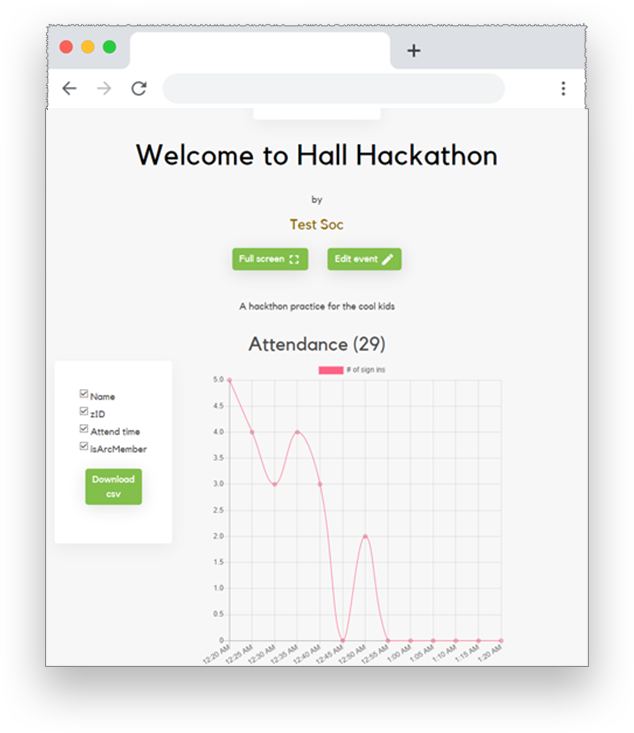 Welcome to Hall Hackathon
by
Test Soc
Full screen
Edit event
A hackthon practice for the cool kids
Attendance (29)
# of sign ins
Name
zID
Attend time
isArcMember
Download
csv
5.0
4.5
4.0
3.5
3.0
2.5
2.0
1.5
1.0
0.5
0
12:20 AM
12:25 AM
12:30 AM
12:35 AM
12:40 AM
12:45 AM
12:50 AM
12:55 AM
1:00 AM
1:05 AM
1:10 AM
1:15 AM
1:20 AM